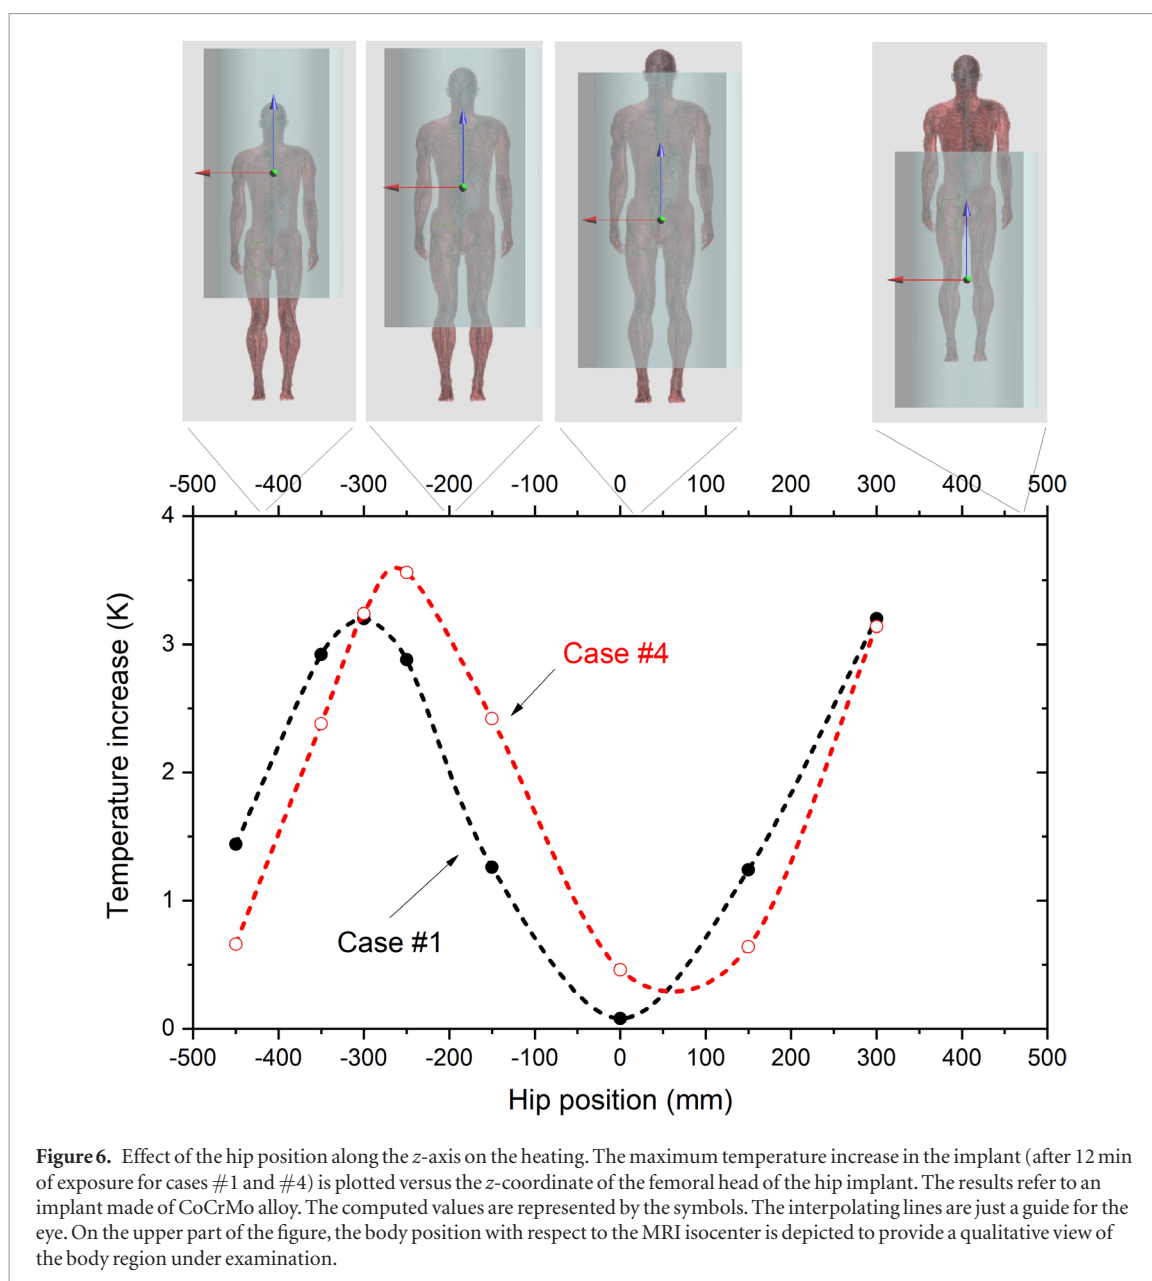 -500 -400 -300 -200 -100 0 100 200 300 400 500
4
3
2
1
0
Temperature increase (K)
Case #4
Case #1
-500 -400 -300 -200 -100 0 100 200 300 400 500
Hip position (mm)
Figure 6. Effect of the hip position along the z-axis on the heating. The maximum temperature increase in the implant (after 12 min
of exposure for cases #1 and #4) is plotted versus the z-coordinate of the femoral head of the hip implant. The results refer to an
implant made of CoCrMo alloy. The computed values are represented by the symbols. The interpolating lines are just a guide for the
eye. On the upper part of the figure, the body position with respect to the MRI isocenter is depicted to provide a qualitative view of
the body region under examination.